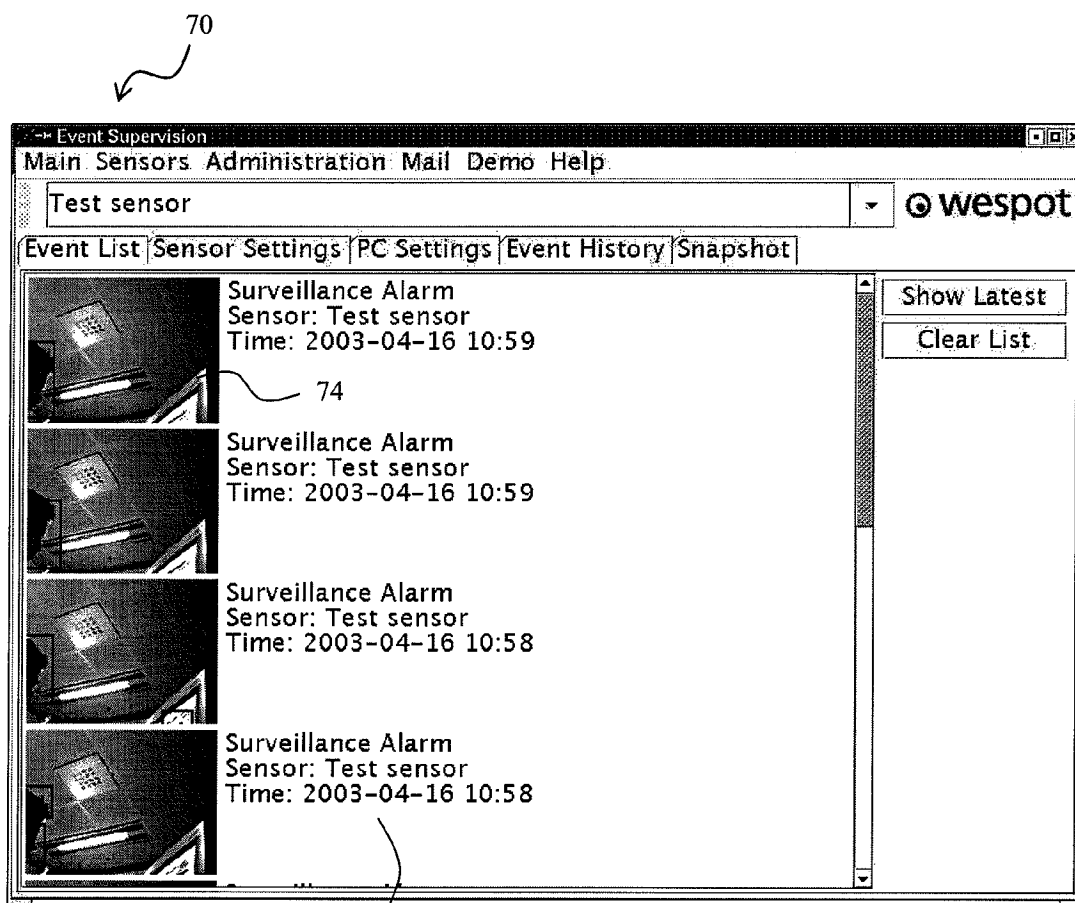 70
Event Supervision
Main Sensors Administration Mail Demo Help
Test sensor
wespot
Event List Sensor Settings PC Settings Event History Snapshot
Surveillance Alarm
Sensor: Test sensor
Time: 2003-04-16 10:59
Show Latest
Clear List
74
Surveillance Alarm
Sensor: Test sensor
Time: 2003-04-16 10:59
Surveillance Alarm
Sensor: Test sensor
Time: 2003-04-16 10:58
Surveillance Alarm
Sensor: Test sensor
Time: 2003-04-16 10:58